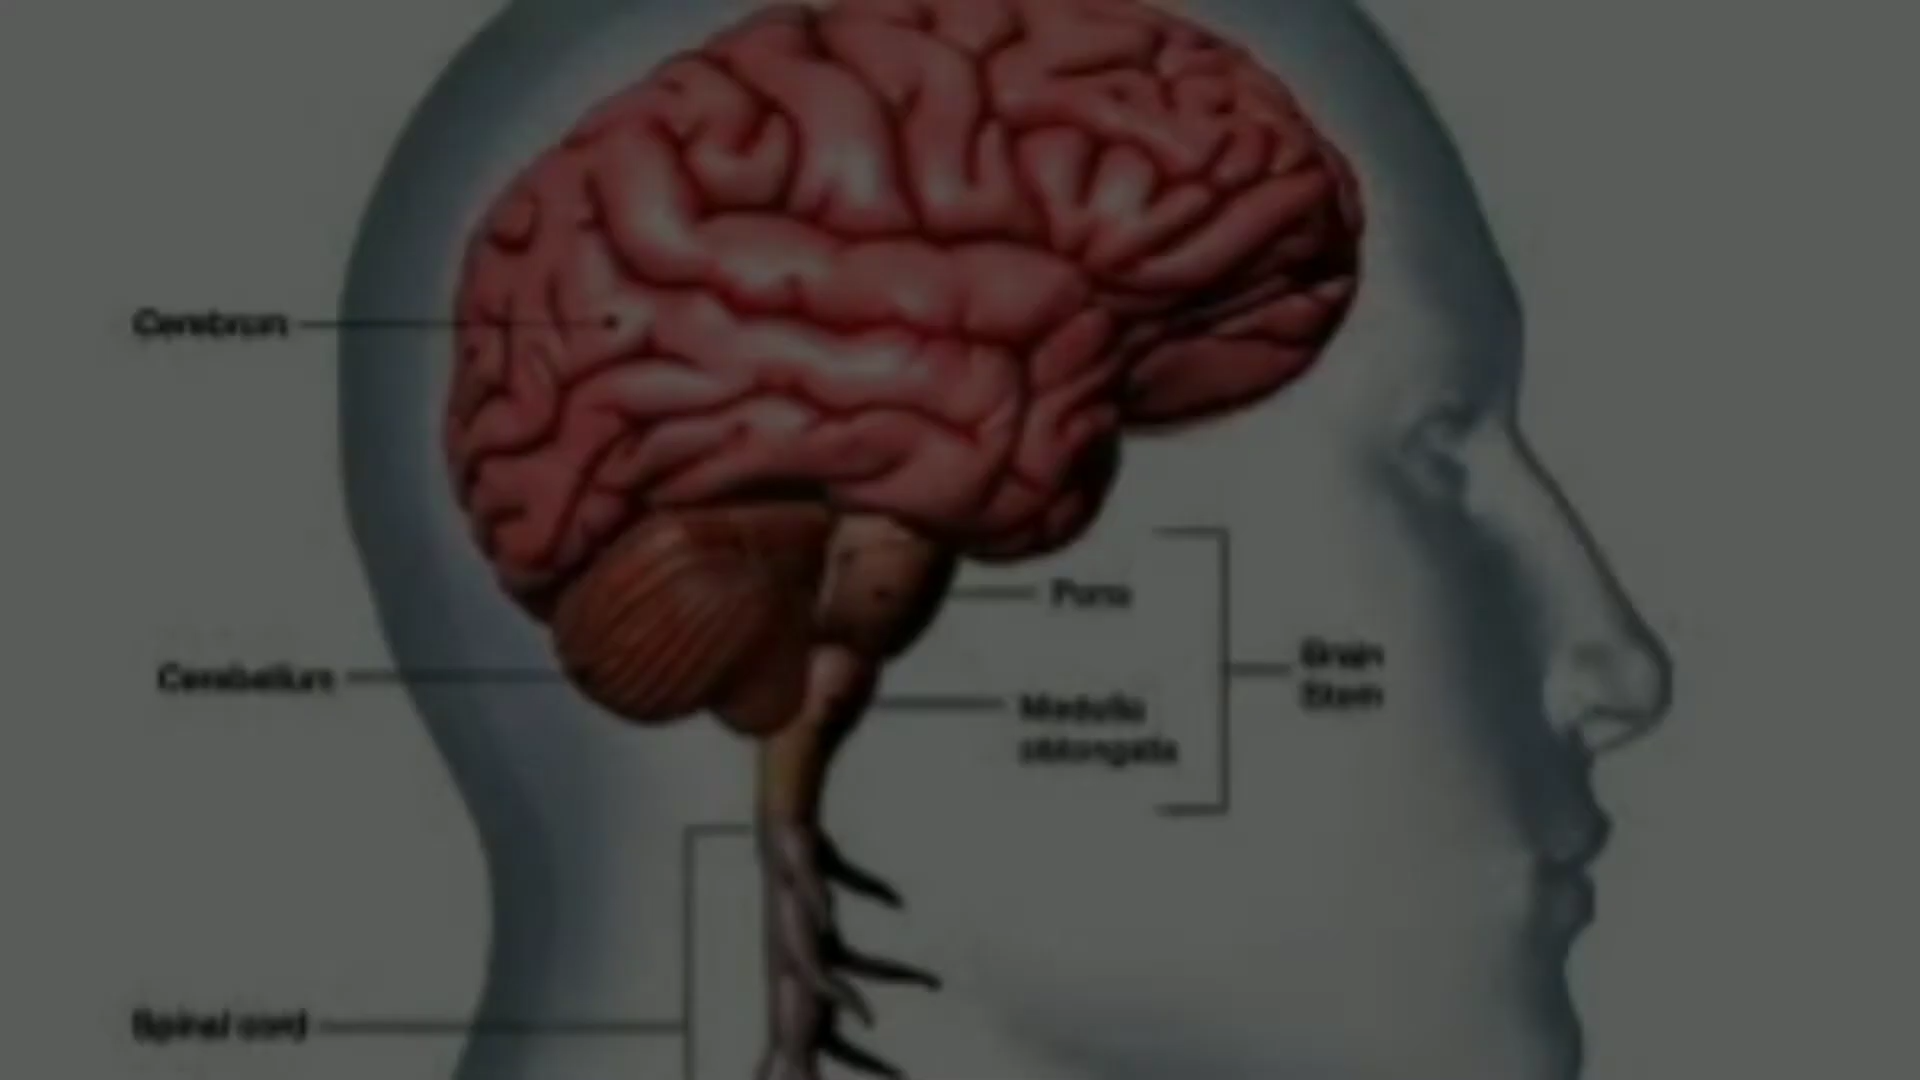 Cerebrum
Pons
Brain
Stem
Cerebellum
Medulla
oblongata
Spinal cord